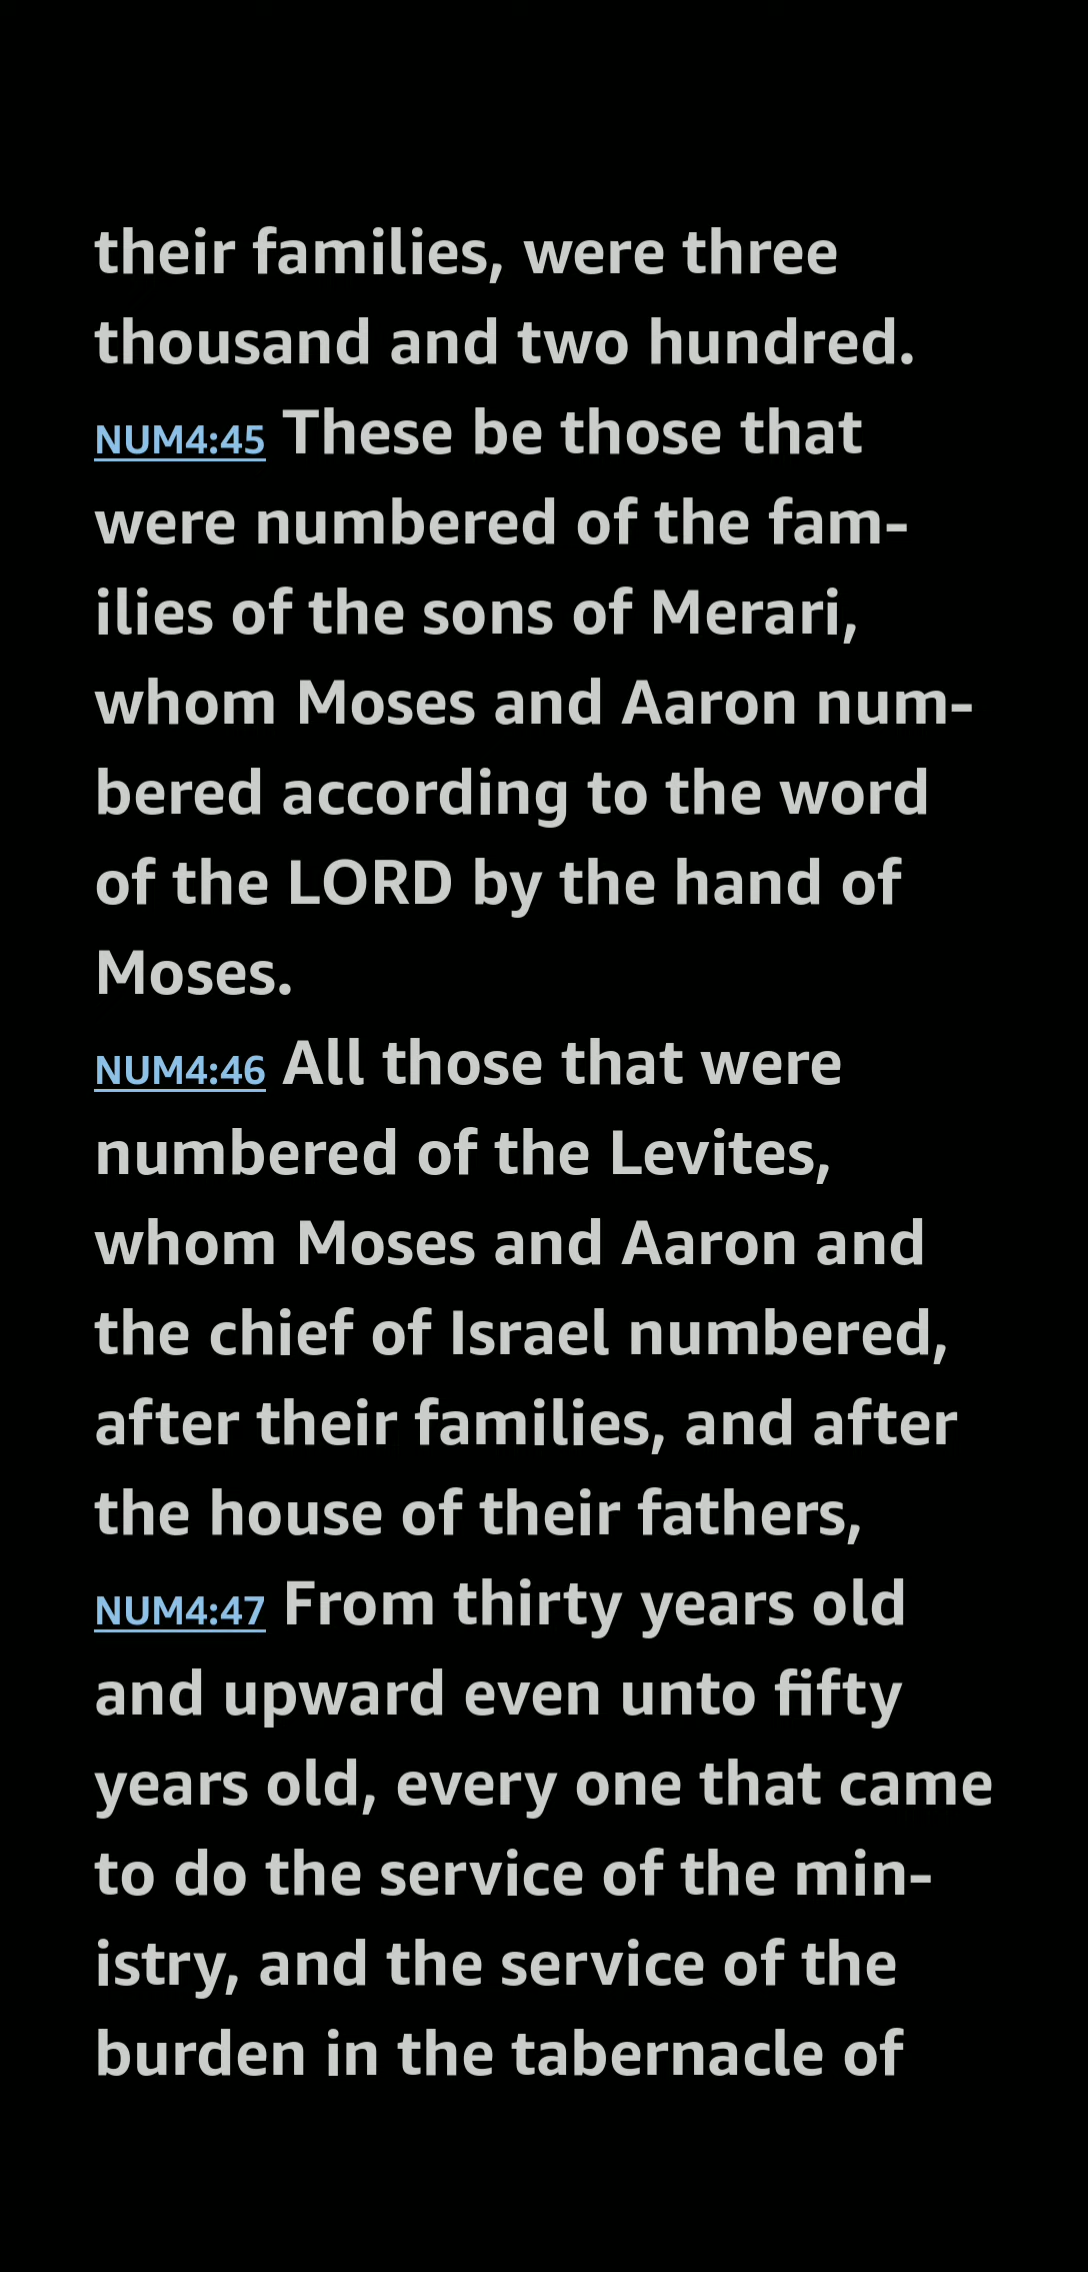 their families, were three
thousand and two hundred.
NUM4:45 These be those that
were numbered of the fam-
ilies of the sons of Merari,
whom Moses and Aaron num-
bered according to the word
of the LORD by the hand of
Moses.
NUM4:46 All those that were
numbered of the Levites,
whom Moses and Aaron and
the chief of Israel numbered,
after their families, and after
the house of their fathers,
NUM4:47 From thirty years old
and upward even unto fifty
years old, every one that came
to do the service of the min-
istry, and the service of the
burden in the tabernacle of